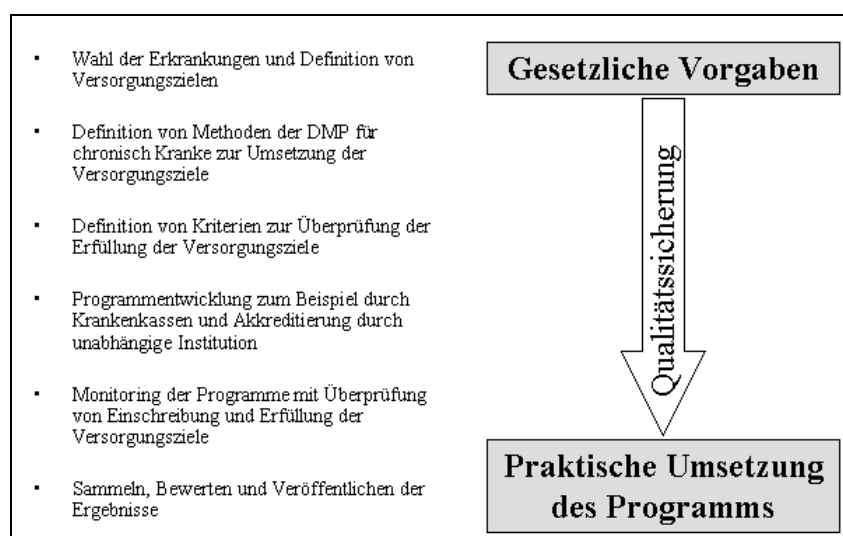 ▪ Wahl der Erkrankungen und Definition von
Versorgungszielen
▪ Definition von Methoden der DMP für
chronisch Kranke zur Umsetzung der
Versorgungsziele
▪ Definition von Kriterien zur Überprüfung der
Erfüllung der Versorgungsziele
▪ Programmentwicklung zum Beispiel durch
Krankenkassen und Akkreditierung durch
unabhängige Institution
▪ Monitoring der Programme mit Überprüfung
von Einschreibung und Erfüllung der
Versorgungsziele
▪ Sammeln, Bewerten und Veröffentlichen der
Ergebnisse
Gesetzliche Vorgaben
Qualitätssicherung
Praktische Umsetzung
des Programms